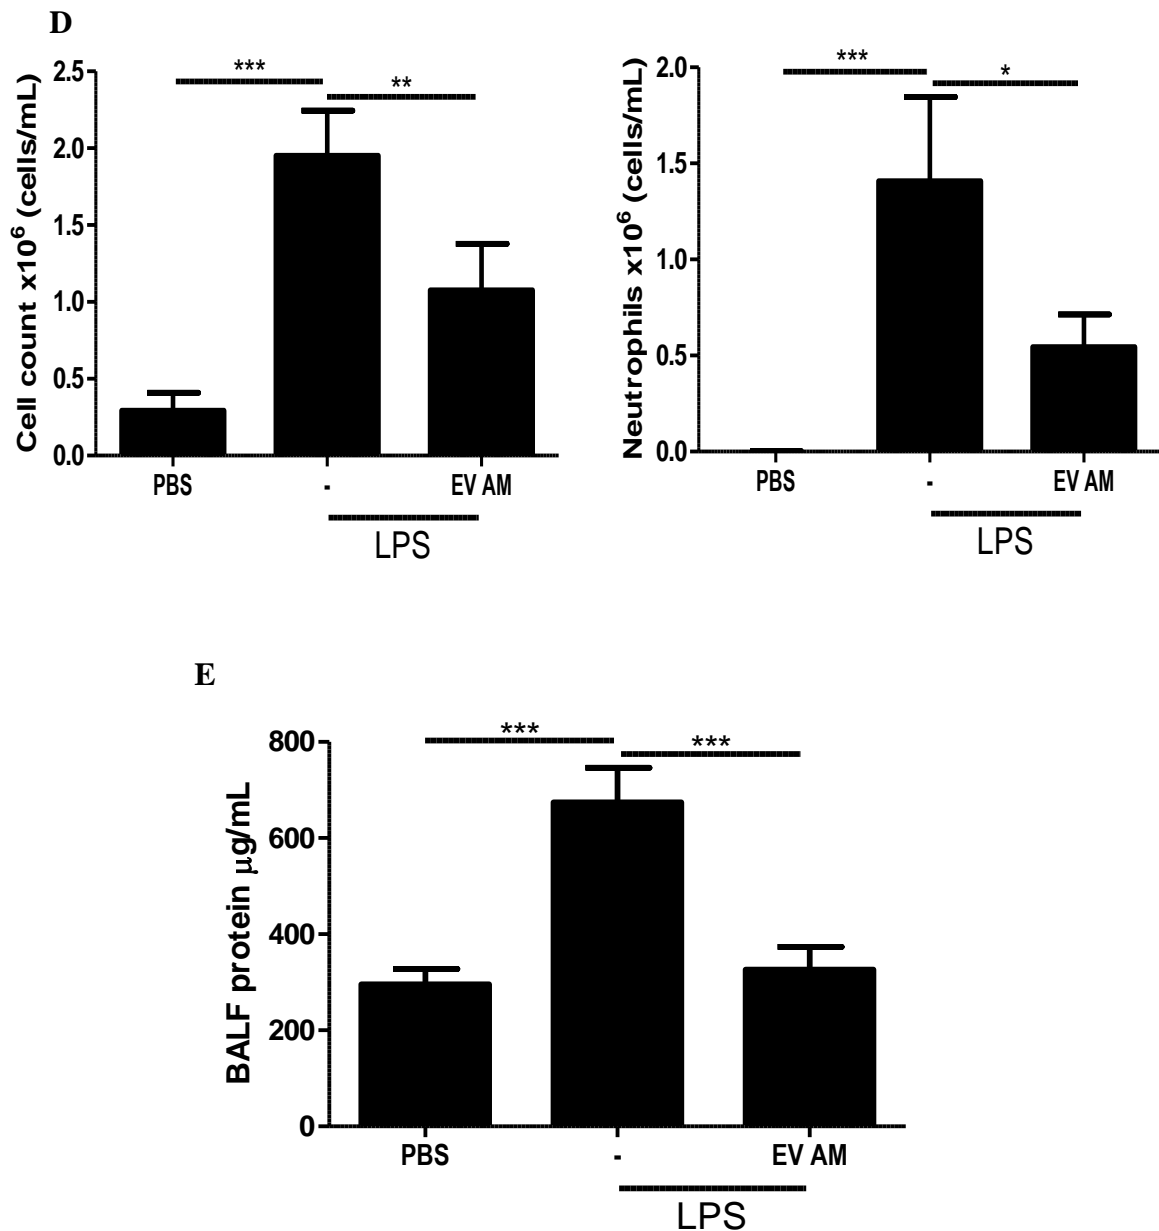 D
Cell count x10⁶ (cells/mL)
2.5
2.0
1.5
1.0
0.5
0.0
***
**
PBS
-
EV AM
LPS
Neutrophils x10⁶ (cells/mL)
2.0
1.5
1.0
0.5
0.0
***
*
PBS
-
EV AM
LPS
E
BALF protein µg/mL
800
600
400
200
0
***
***
PBS
-
EV AM
LPS